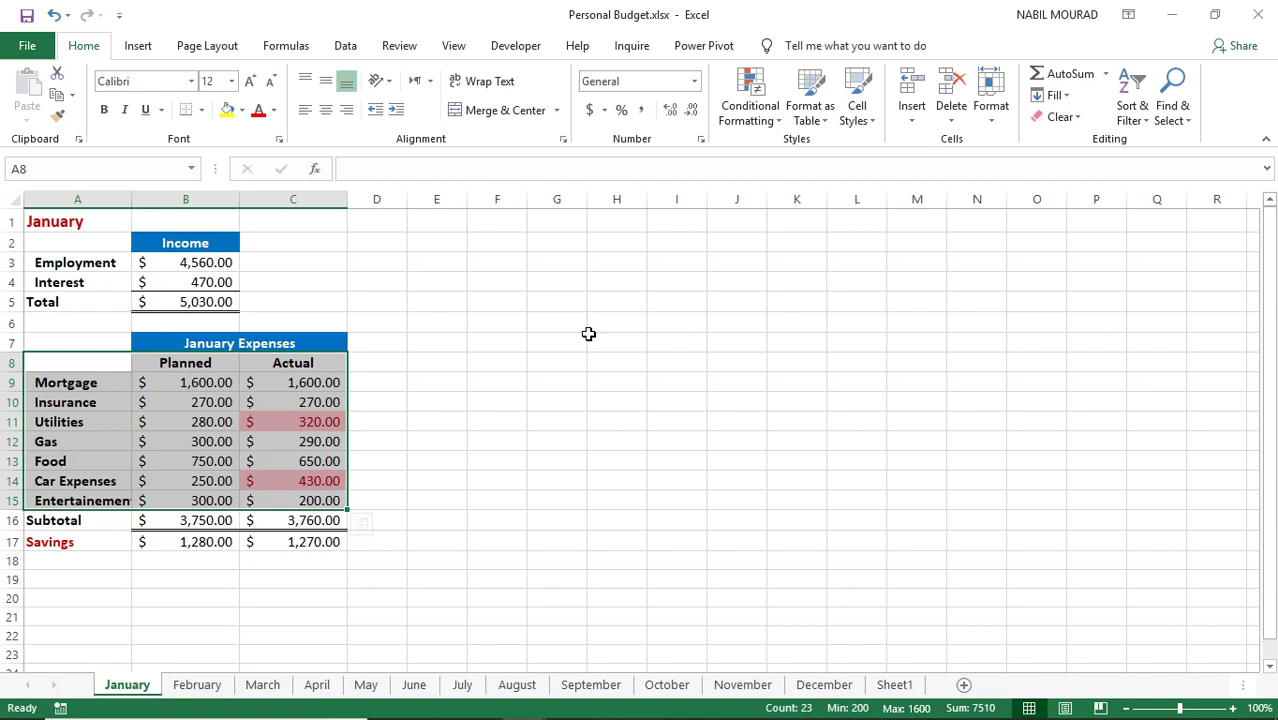 Personal Budget.xlsx - Excel
NABIL MOURAD
File Home Insert Page Layout Formulas Data Review View Developer Help Inquire Power Pivot Tell me what you want to do Share
Paste
Clipboard
Calibri 12
B I U A
Font
Wrap Text
Merge & Center
Alignment
General
$ % ,
Number
Conditional Formatting
Format as Table
Cell Styles
Styles
Insert Delete Format
Cells
AutoSum
Fill
Clear
Sort & Filter
Find & Select
Editing
A8 fx
A B C D E F G H I J K L M N O P Q R
1 January
2 Income
3 Employment $ 4,560.00
4 Interest $ 470.00
5 Total $ 5,030.00
6
7 January Expenses
8 Planned Actual
9 Mortgage $ 1,600.00 $ 1,600.00
10 Insurance $ 270.00 $ 270.00
11 Utilities $ 280.00 $ 320.00
12 Gas $ 300.00 $ 290.00
13 Food $ 750.00 $ 650.00
14 Car Expenses $ 250.00 $ 430.00
15 Entertainemen $ 300.00 $ 200.00
16 Subtotal $ 3,750.00 $ 3,760.00
17 Savings $ 1,280.00 $ 1,270.00
18
19
20
21
22
23
January February March April May June July August September October November December Sheet1
Ready Count: 23 Min: 200 Max: 1600 Sum: 7510 100%